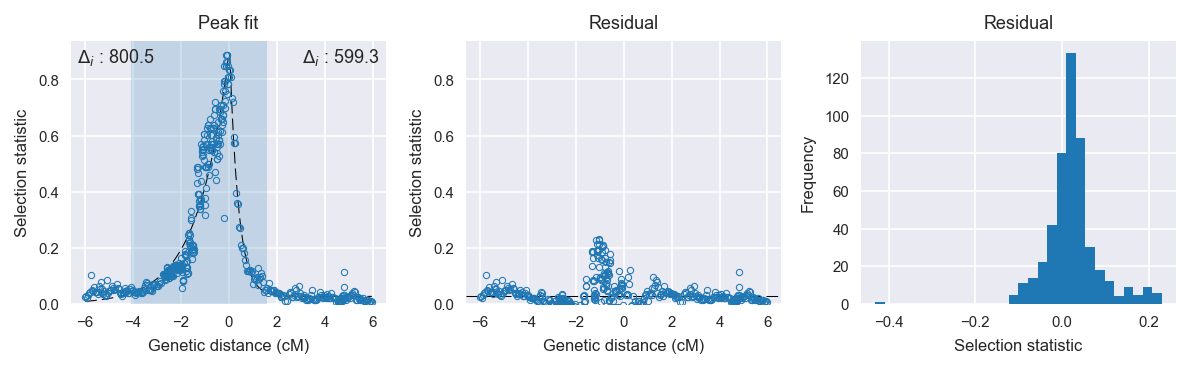 Peak fit
Δi : 800.5
Δi : 599.3
0.8
0.6
0.4
0.2
0.0
Selection statistic
−6 −4 −2 0 2 4 6
Genetic distance (cM)
Residual
0.8
0.6
0.4
0.2
0.0
Selection statistic
−6 −4 −2 0 2 4 6
Genetic distance (cM)
Residual
120
100
80
60
40
20
0
Frequency
−0.4 −0.2 0.0 0.2
Selection statistic